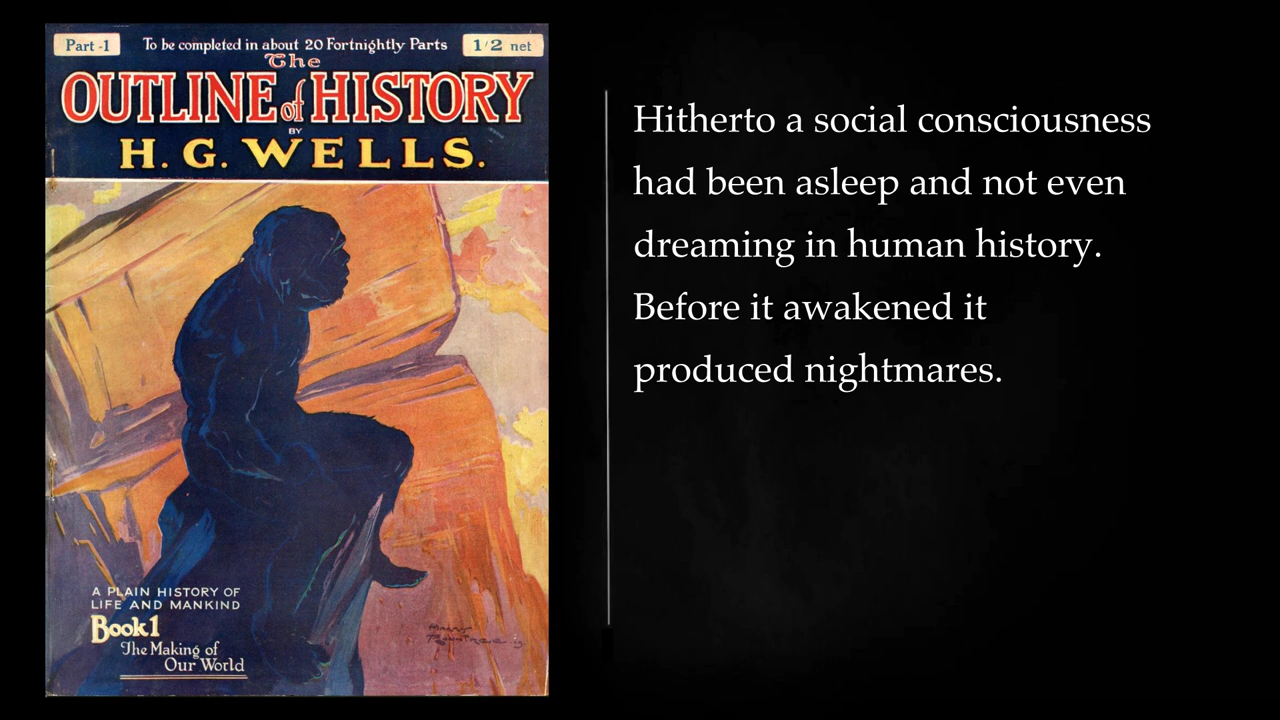 Part -1
To be completed in about 20 Fortnightly Parts
1/2 net
The
OUTLINE of HISTORY
BY
H. G. WELLS.
A PLAIN HISTORY OF
LIFE AND MANKIND
Book 1
The Making of
Our World
Hitherto a social consciousness
had been asleep and not even
dreaming in human history.
Before it awakened it
produced nightmares.